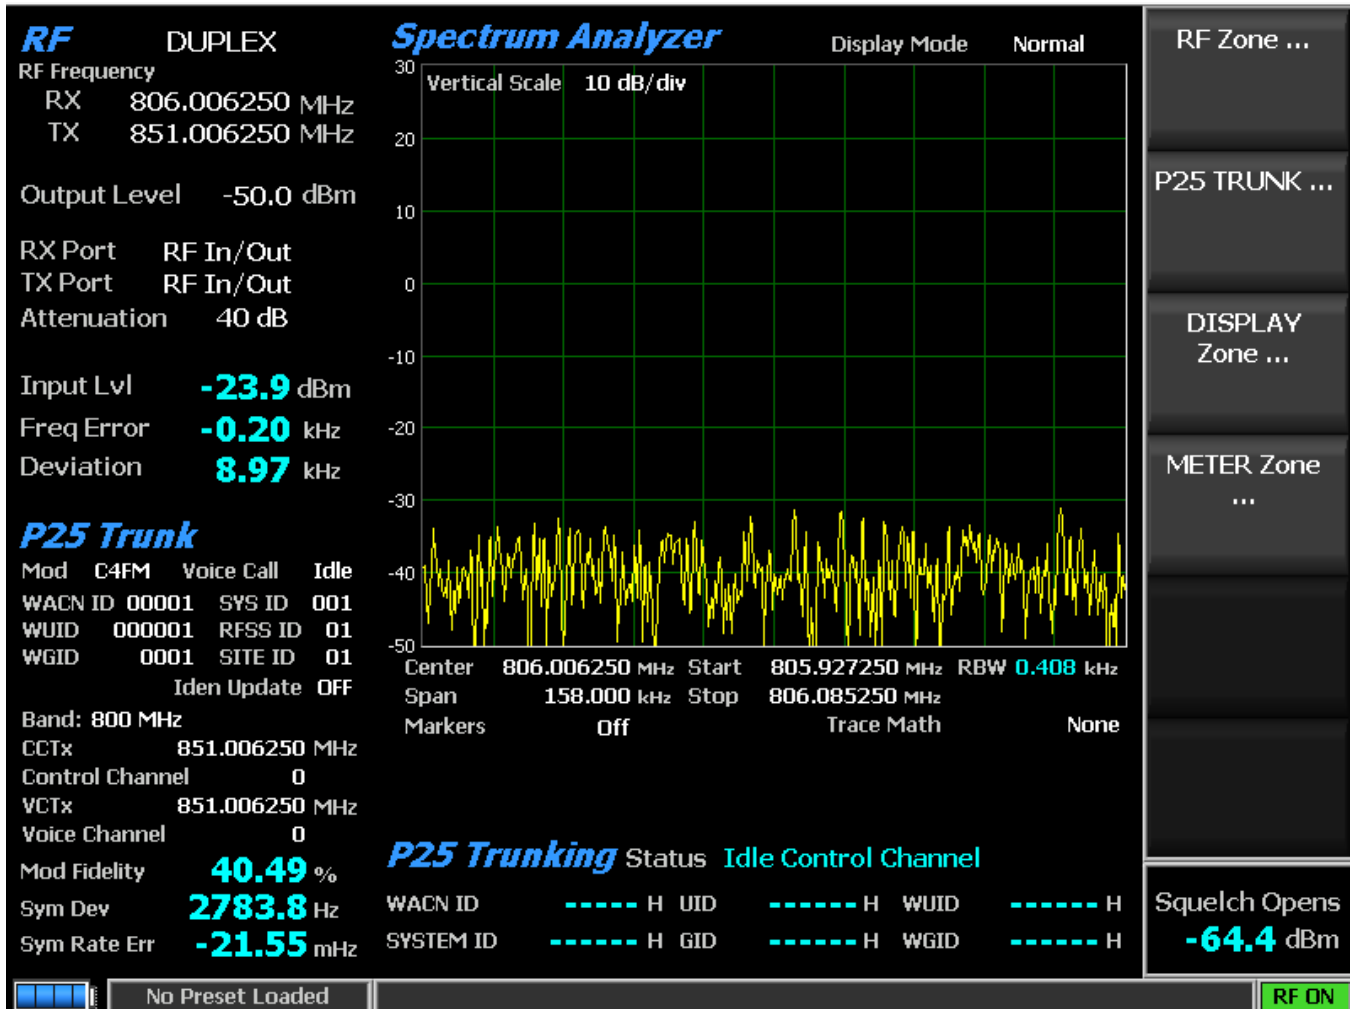 RF DUPLEX
RF Frequency
RX 806.006250 MHz
TX 851.006250 MHz
Output Level -50.0 dBm
RX Port RF In/Out
TX Port RF In/Out
Attenuation 40 dB
Input Lvl -23.9 dBm
Freq Error -0.20 kHz
Deviation 8.97 kHz
P25 Trunk
Mod C4FM Voice Call Idle
WACN ID 00001 SYS ID 001
WUID 000001 RFSS ID 01
WGID 0001 SITE ID 01
Iden Update OFF
Band: 800 MHz
CCTx 851.006250 MHz
Control Channel 0
VCTx 851.006250 MHz
Voice Channel 0
Mod Fidelity 40.49 %
Sym Dev 2783.8 Hz
Sym Rate Err -21.55 mHz
Spectrum Analyzer Display Mode Normal
Vertical Scale 10 dB/div
30
20
10
0
-10
-20
-30
-40
-50
Center 806.006250 MHz Start 805.927250 MHz RBW 0.408 kHz
Span 158.000 kHz Stop 806.085250 MHz
Markers Off Trace Math None
P25 Trunking Status Idle Control Channel
WACN ID ----- H UID ------ H WUID ------ H
SYSTEM ID ------ H GID ------ H WGID ------ H
RF Zone ...
P25 TRUNK ...
DISPLAY
Zone ...
METER Zone
...
Squelch Opens
-64.4 dBm
No Preset Loaded
RF ON